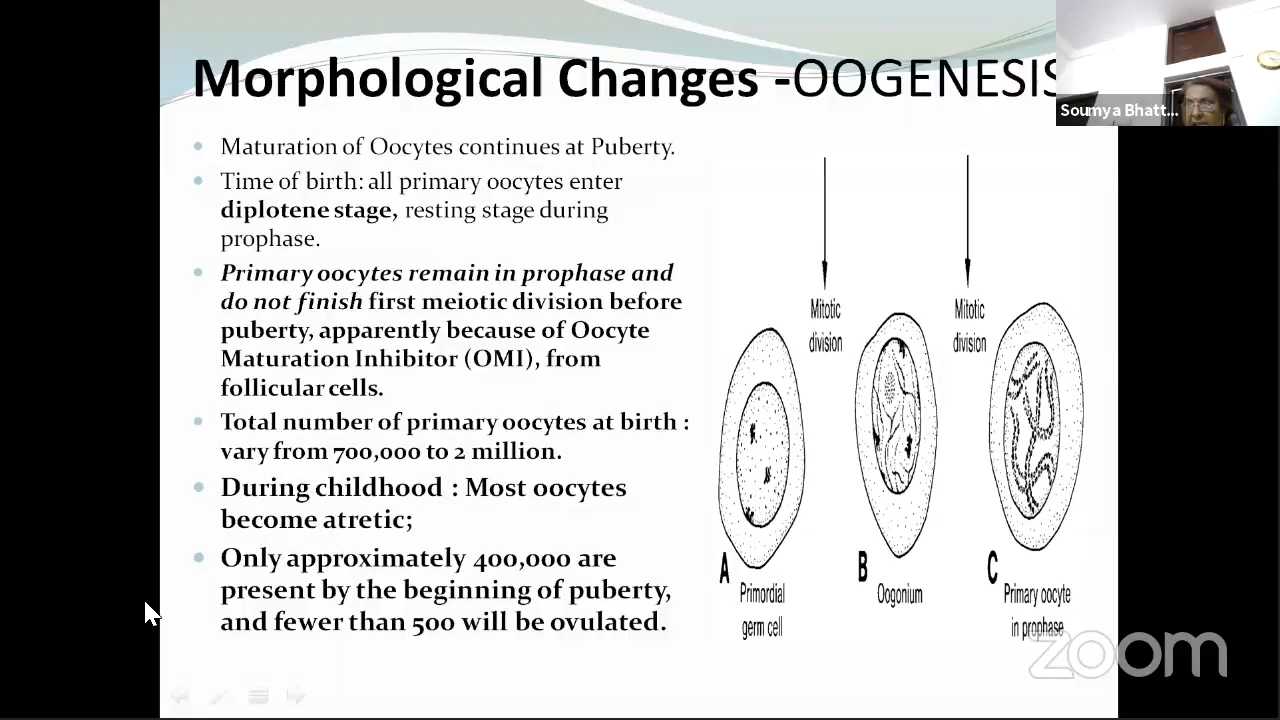 Morphological Changes -OOGENESIS
Soumya Bhatt...
Maturation of Oocytes continues at Puberty.
Time of birth: all primary oocytes enter
diplotene stage, resting stage during
prophase.
Primary oocytes remain in prophase and
do not finish first meiotic division before
puberty, apparently because of Oocyte
Maturation Inhibitor (OMI), from
follicular cells.
Total number of primary oocytes at birth :
vary from 700,000 to 2 million.
During childhood : Most oocytes
become atretic;
Only approximately 400,000 are
present by the beginning of puberty,
and fewer than 500 will be ovulated.
Mitotic
division
Mitotic
division
A
Primordial
germ cell
B
Oogonium
C
Primary oocyte
in prophase
zoom